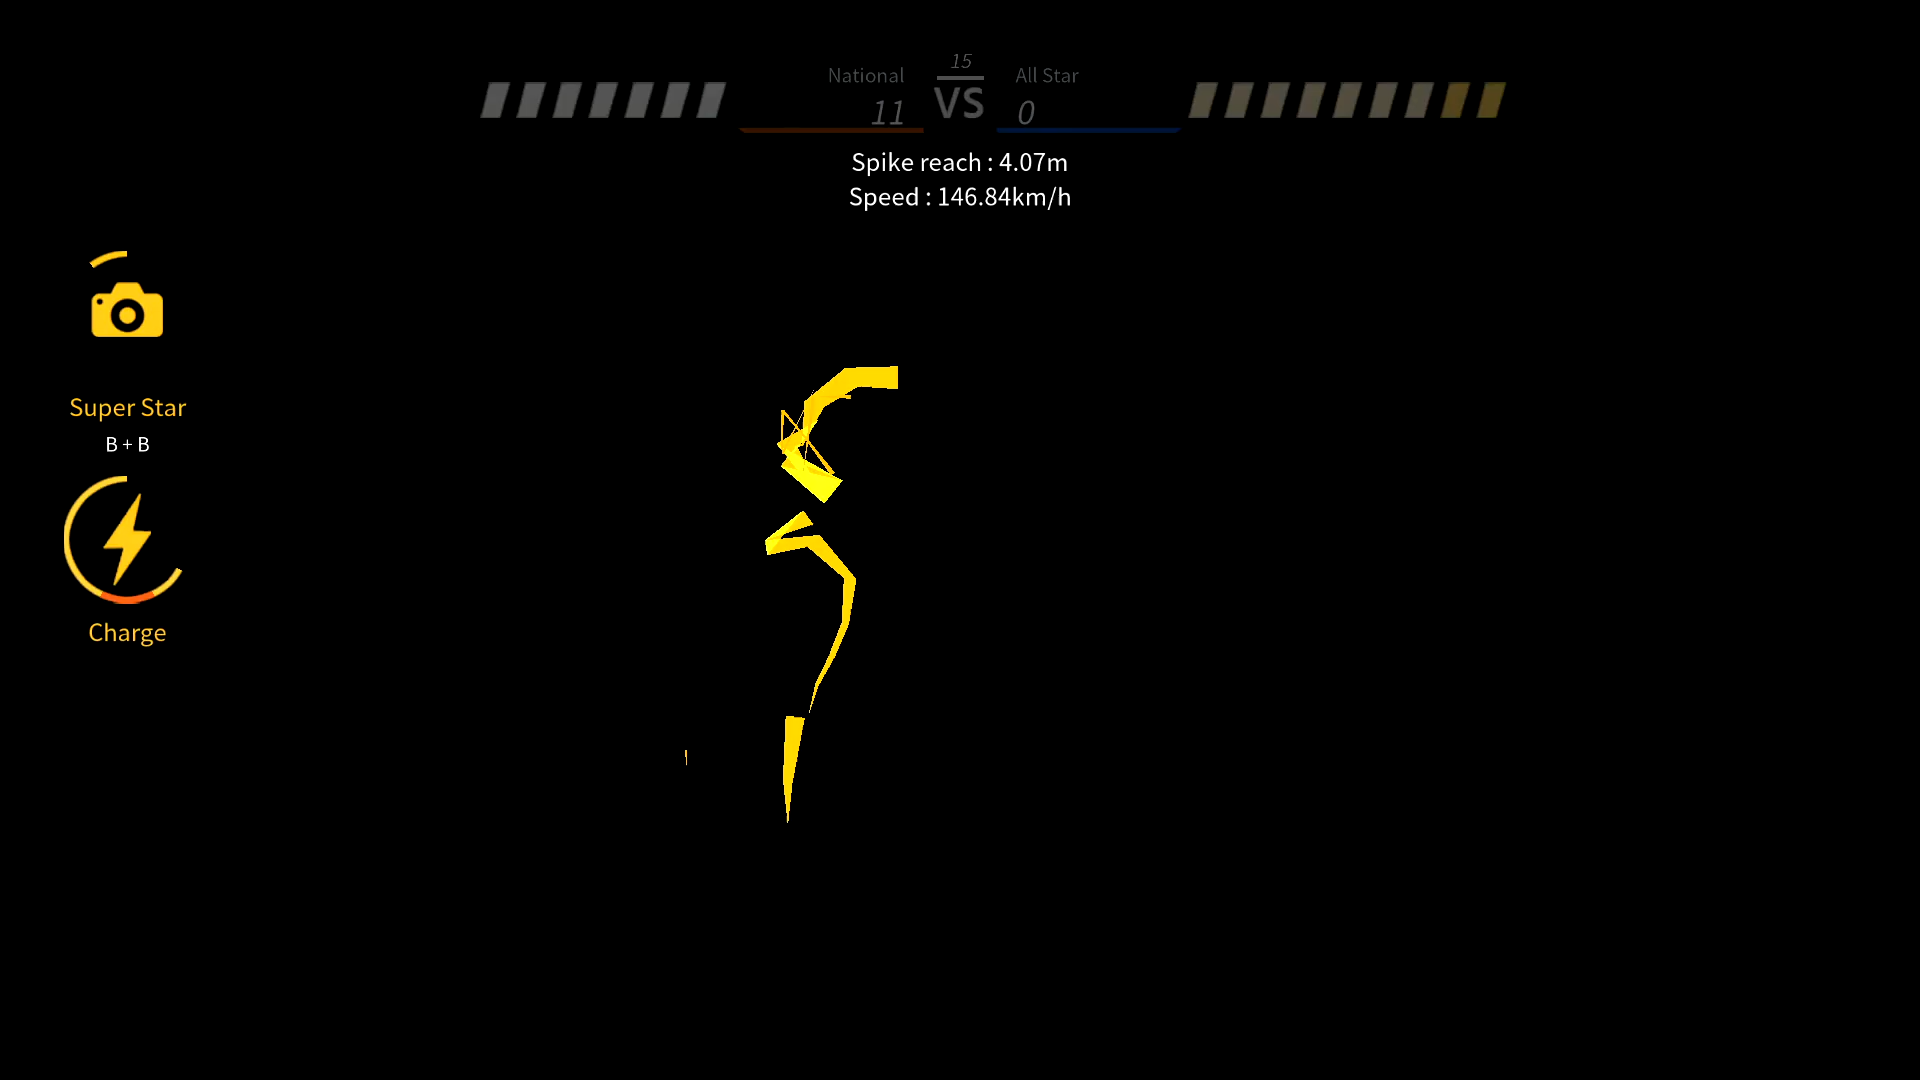 15
National
All Star
11
VS
0
Spike reach : 4.07m
Speed : 146.84km/h
Super Star
B + B
Charge